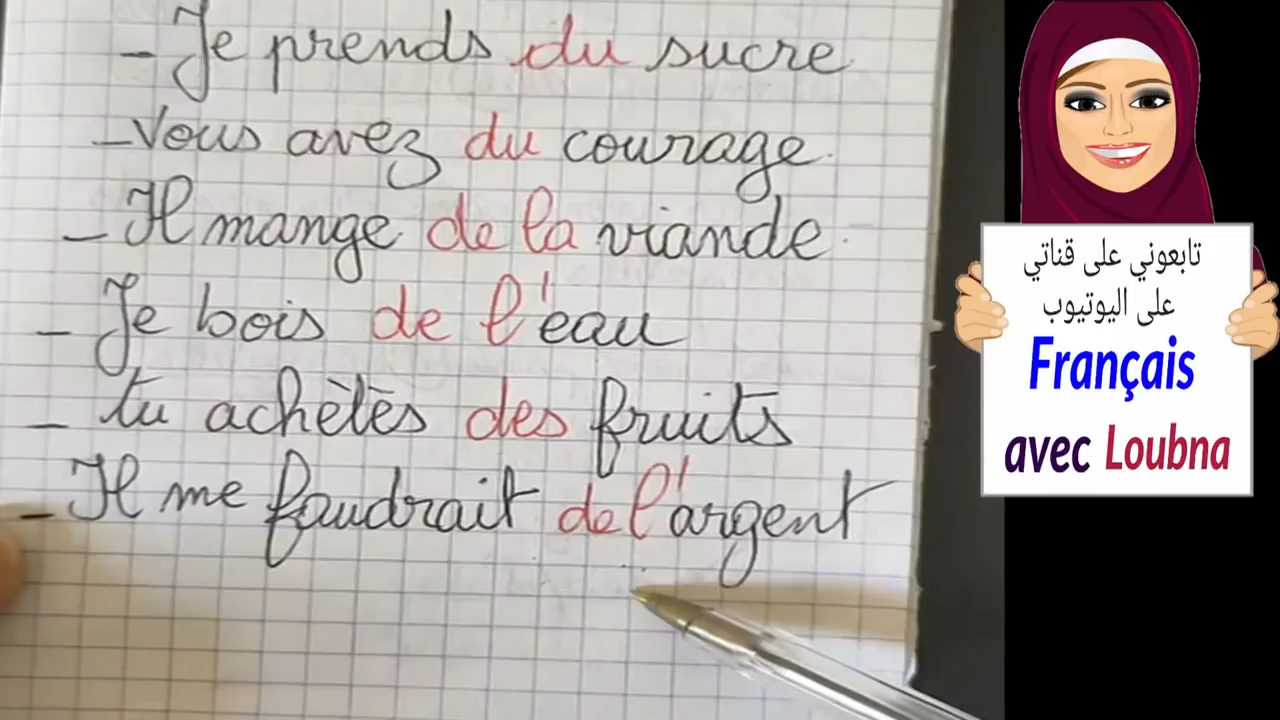 - Je prends du sucre
- Vous avez du courage.
- Il mange de la viande.
- Je bois de l'eau
- tu achètes des fruits
- Il me faudrait de l'argent
تابعوني على قناتي
على اليوتيوب
Français
avec Loubna